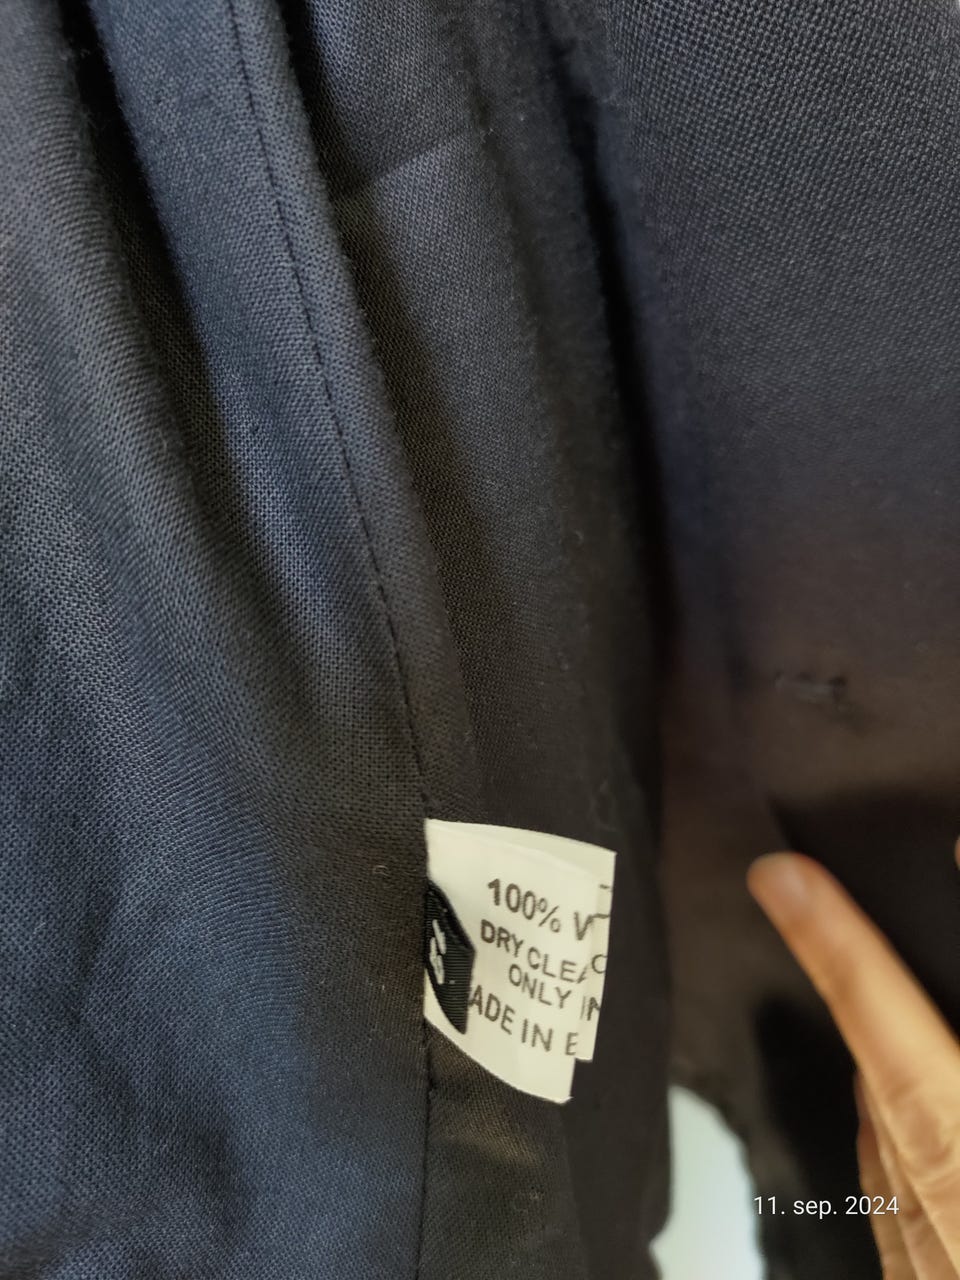 100%
DRY CLEA
ONLY
ADE IN E
11. sep. 2024